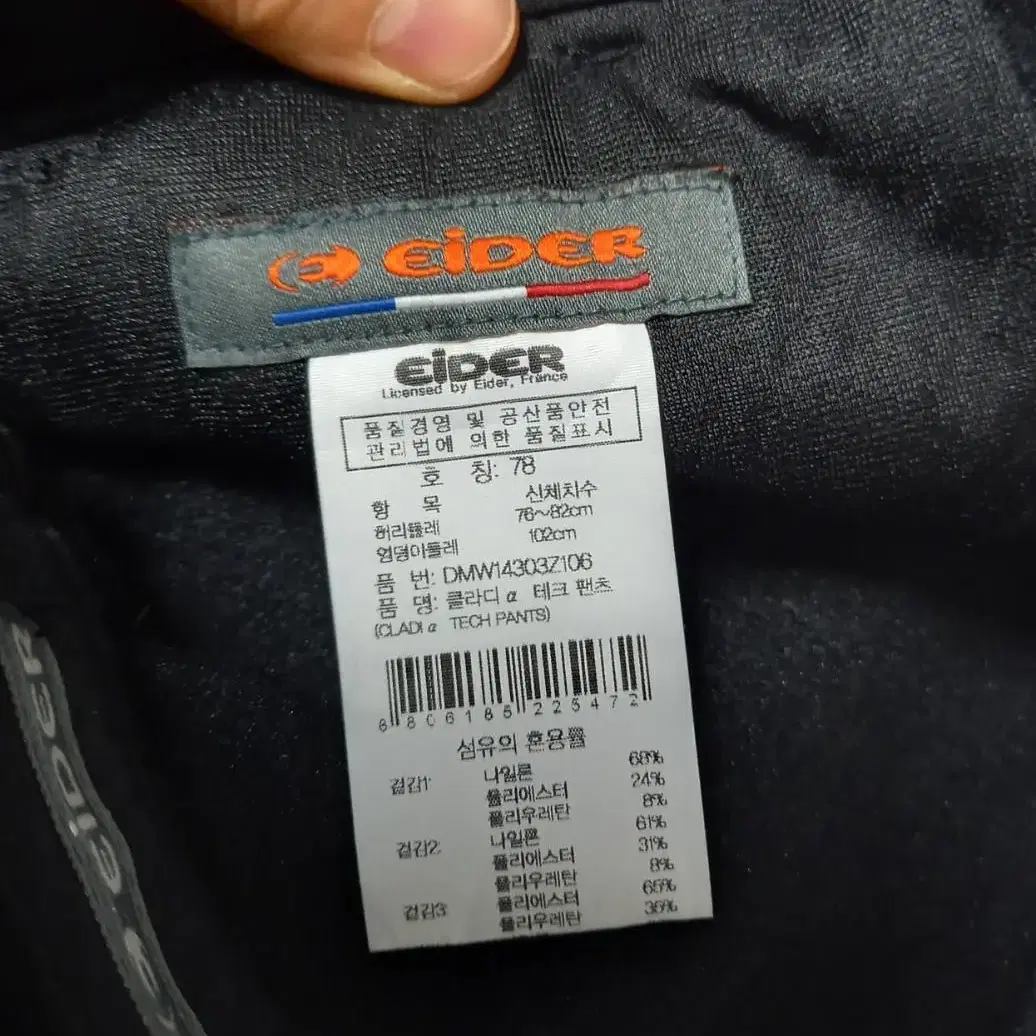 EiDER
EiDER
Licensed by Eider, France
품질경영 및 공산품안전
관리법에 의한 품질표시
호 칭: 78
항 목 신체치수
허리둘레 76~82cm
엉덩이둘레 102cm
품 번: DMW14303Z106
품 명: 클라디 α 테크 팬츠
(CLADI α TECH PANTS)
8806185225472
섬유의 혼용률
겉감1 나일론 68%
폴리에스터 24%
폴리우레탄 8%
겉감2 나일론 61%
폴리에스터 31%
폴리우레탄 8%
겉감3 폴리에스터 65%
폴리우레탄 35%
EIDER